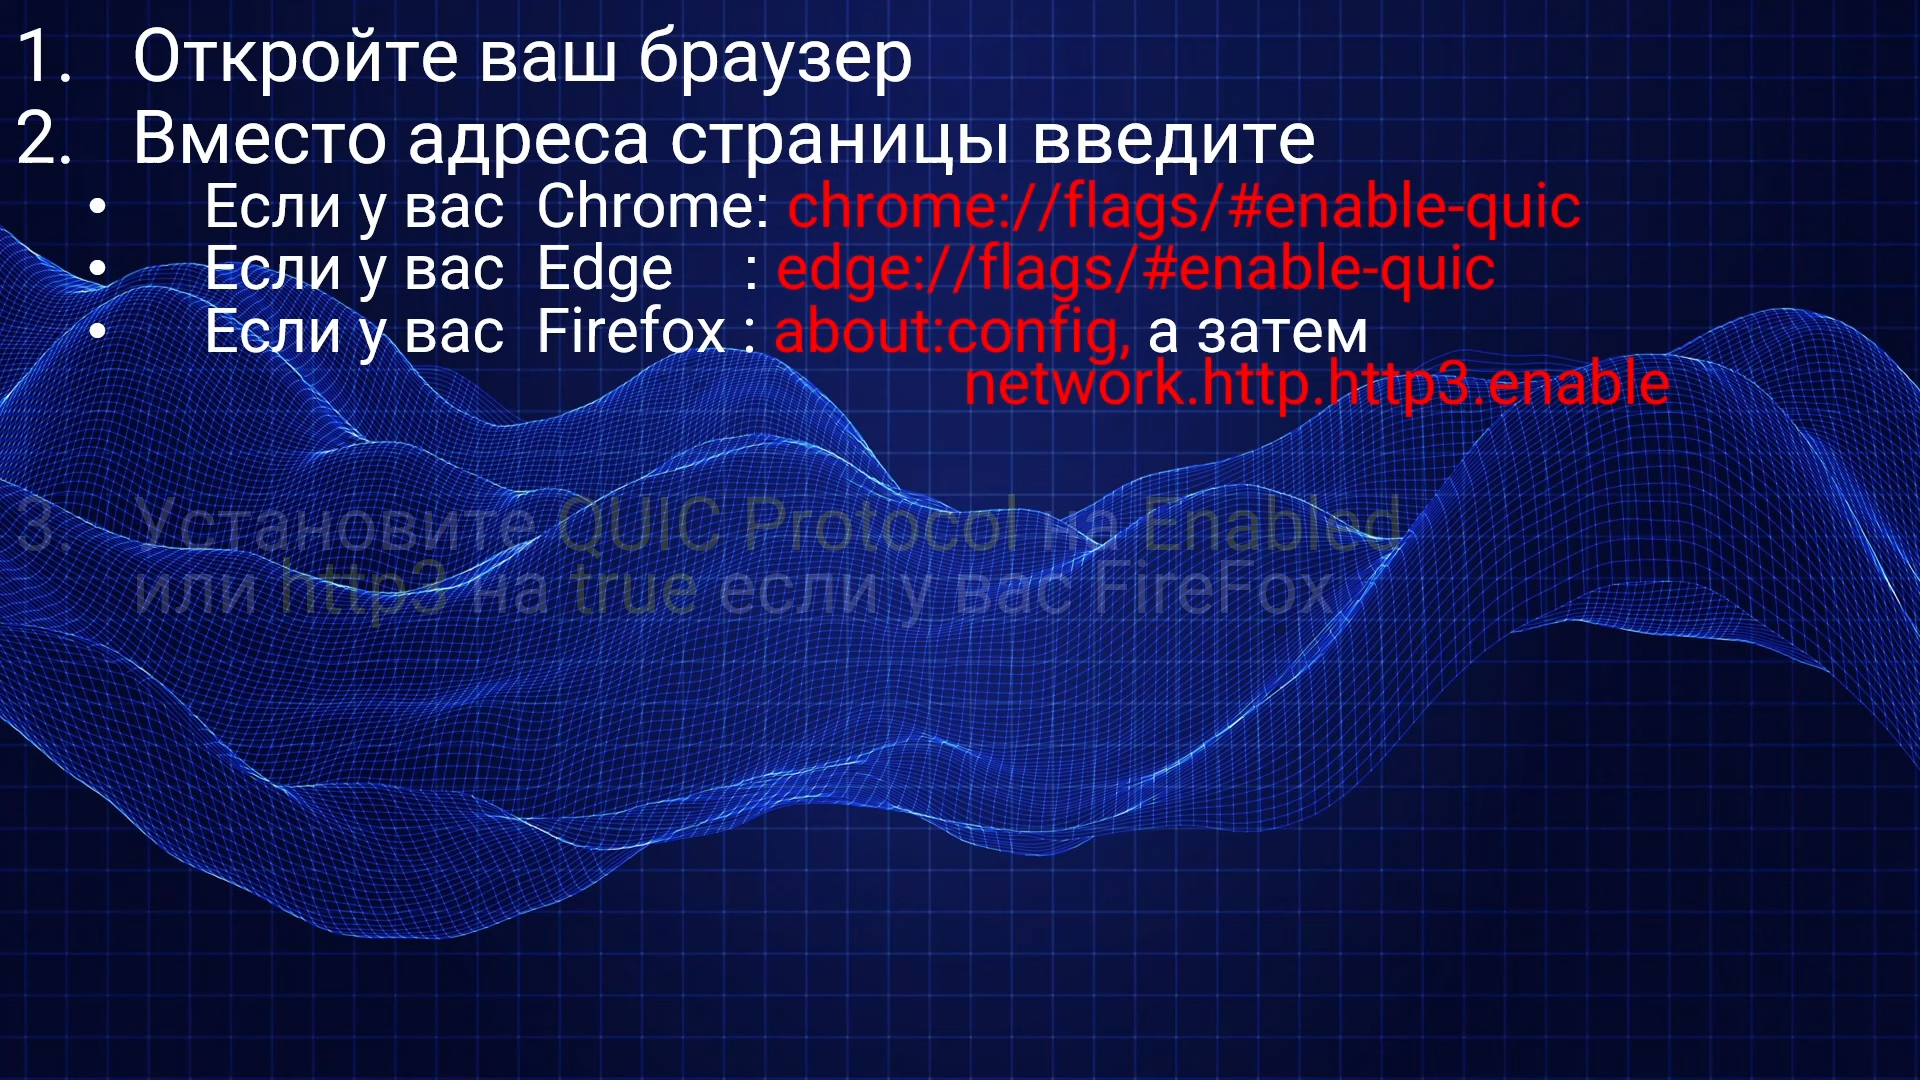 1. Откройте ваш браузер
2. Вместо адреса страницы введите
• Если у вас Chrome: chrome://flags/#enable-quic
• Если у вас Edge : edge://flags/#enable-quic
• Если у вас Firefox : about:config, а затем
network.http.http3.enable
3. Установите QUIC Protocol на Enabled
или http3 на true если у вас FireFox